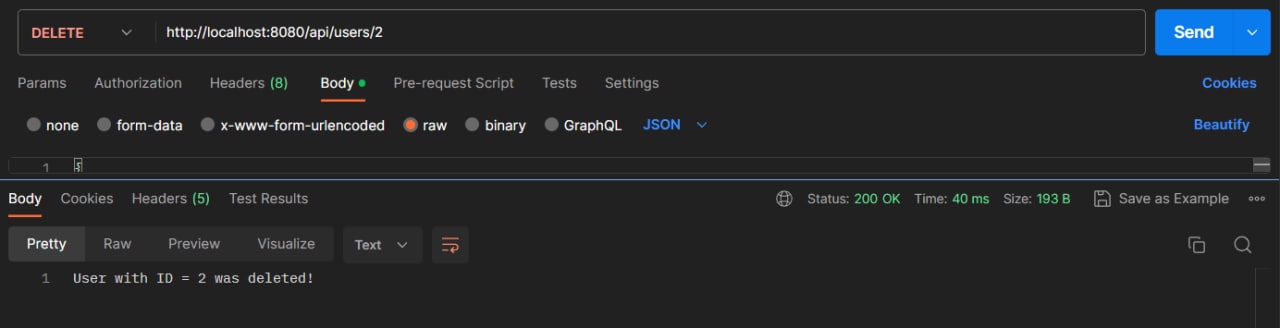 DELETE http://localhost:8080/api/users/2 Send
Params Authorization Headers (8) Body Pre-request Script Tests Settings Cookies
none form-data x-www-form-urlencoded raw binary GraphQL JSON Beautify
1 {
Body Cookies Headers (5) Test Results Status: 200 OK Time: 40 ms Size: 193 B Save as Example
Pretty Raw Preview Visualize Text
1 User with ID = 2 was deleted!